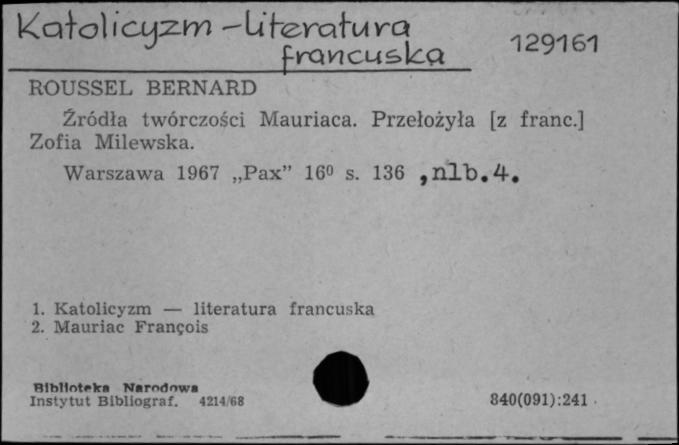 Katolicyzm - literatura
francuska
129161
ROUSSEL BERNARD
Źródła twórczości Mauriaca. Przełożyła [z franc.]
Zofia Milewska.
Warszawa 1967 „Pax” 16⁰ s. 136 ,nlb.4.
1. Katolicyzm — literatura francuska
2. Mauriac François
Biblioteka Narodowa
Instytut Bibliograf. 4214/68
840(091):241